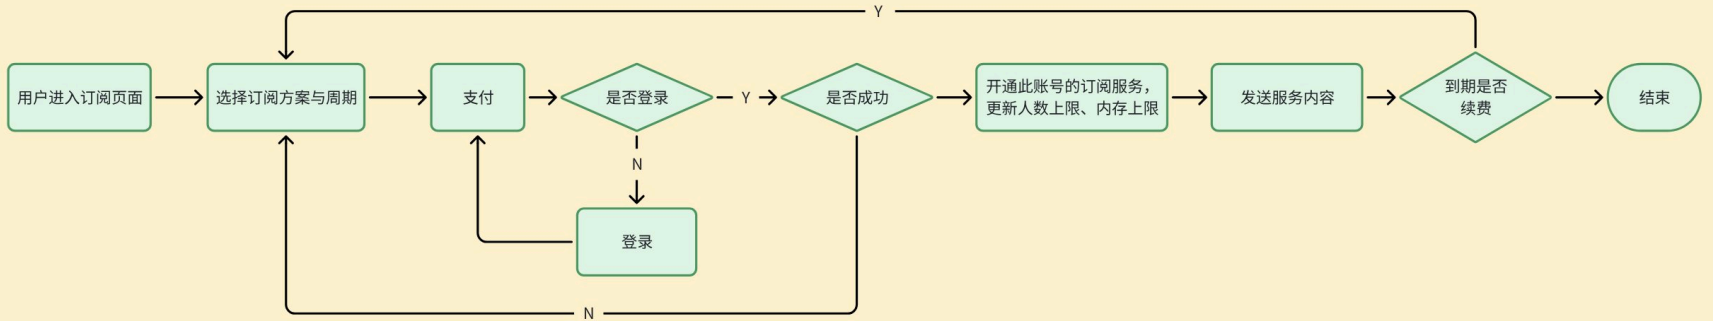 Y
用户进入订阅页面
选择订阅方案与周期
支付
是否登录
Y
是否成功
开通此账号的订阅服务，
更新人数上限、内存上限
发送服务内容
到期是否
续费
结束
N
登录
N